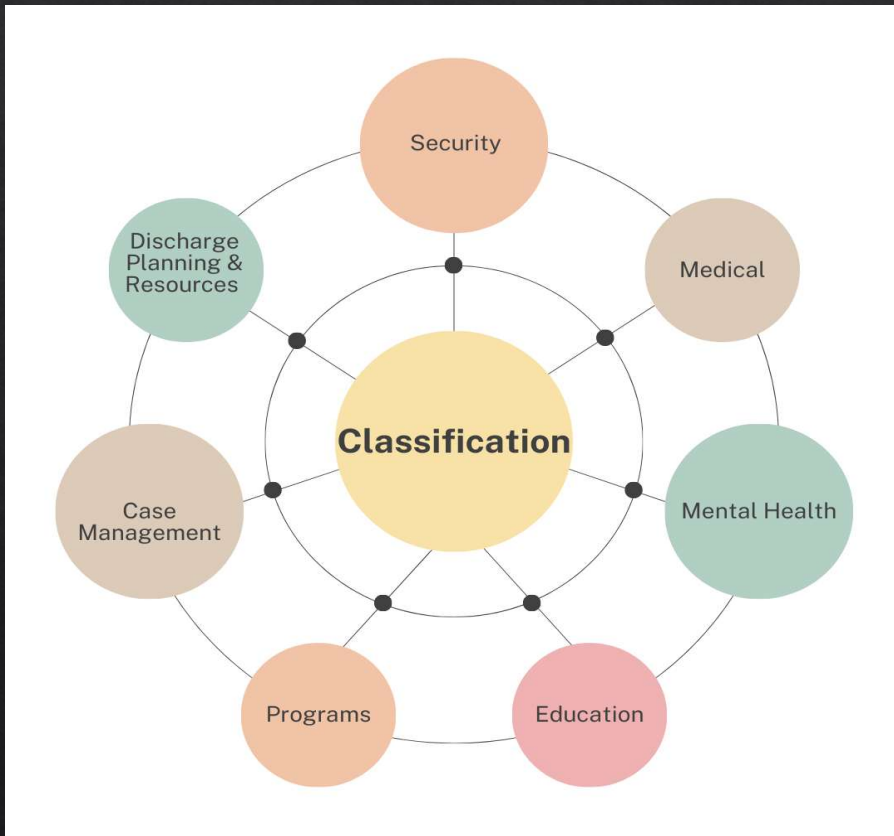 Security
Discharge
Planning &
Resources
Medical
Classification
Case
Management
Mental Health
Programs
Education